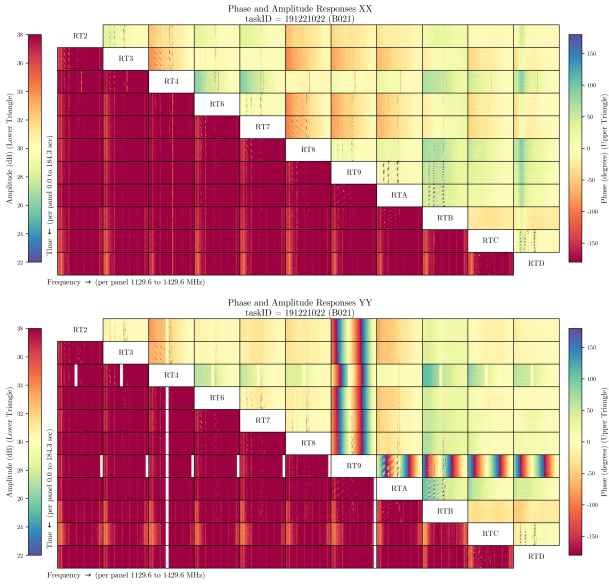 Phase and Amplitude Responses XX
taskID = 191221022 (B021)
38
36
34
32
30
28
26
24
22
Amplitude (dB) (Lower Triangle)
Time ← (per panel 0.0 to 184.3 sec)
RT2
RT3
RT4
RT6
RT7
RT8
RT9
RTA
RTB
RTC
RTD
150
100
50
0
−50
−100
−150
Phase (degrees) (Upper Triangle)
Frequency → (per panel 1129.6 to 1429.6 MHz)
Phase and Amplitude Responses YY
taskID = 191221022 (B021)
38
36
34
32
30
28
26
24
22
Amplitude (dB) (Lower Triangle)
Time ← (per panel 0.0 to 184.3 sec)
RT2
RT3
RT4
RT6
RT7
RT8
RT9
RTA
RTB
RTC
RTD
150
100
50
0
−50
−100
−150
Phase (degrees) (Upper Triangle)
Frequency → (per panel 1129.6 to 1429.6 MHz)